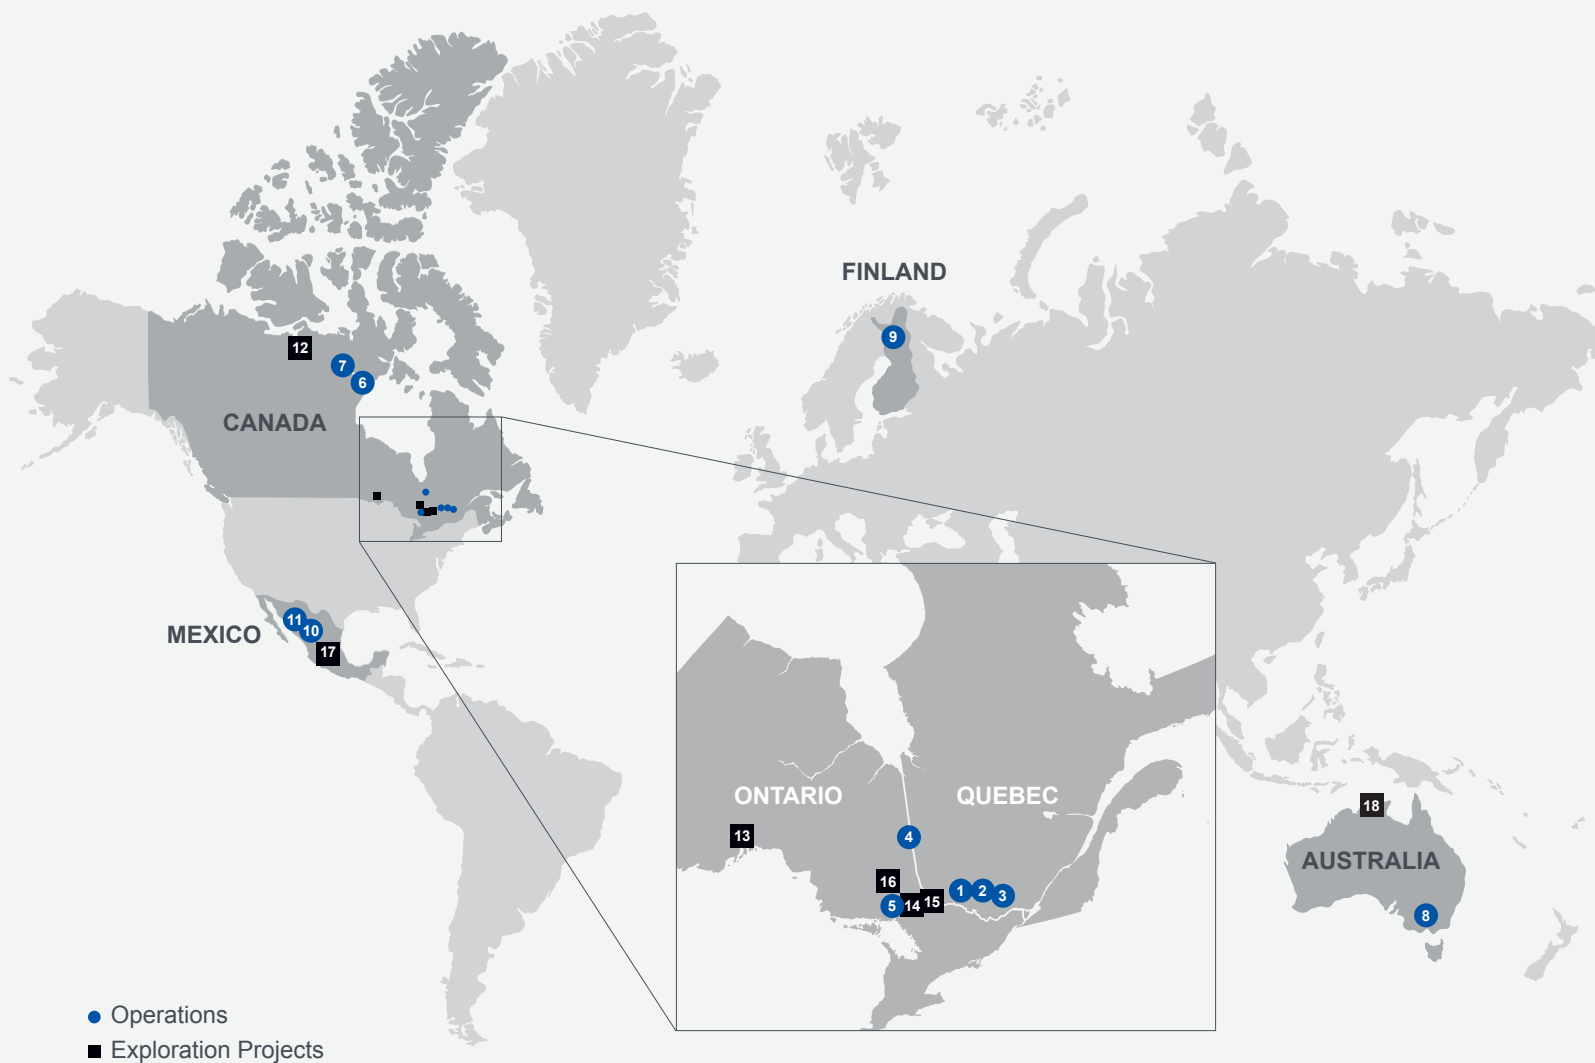 FINLAND
9
12
7
6
CANADA
11
10
MEXICO
17
ONTARIO
QUEBEC
18
13
4
AUSTRALIA
16
1
2
3
5
14
15
8
Operations
Exploration Projects